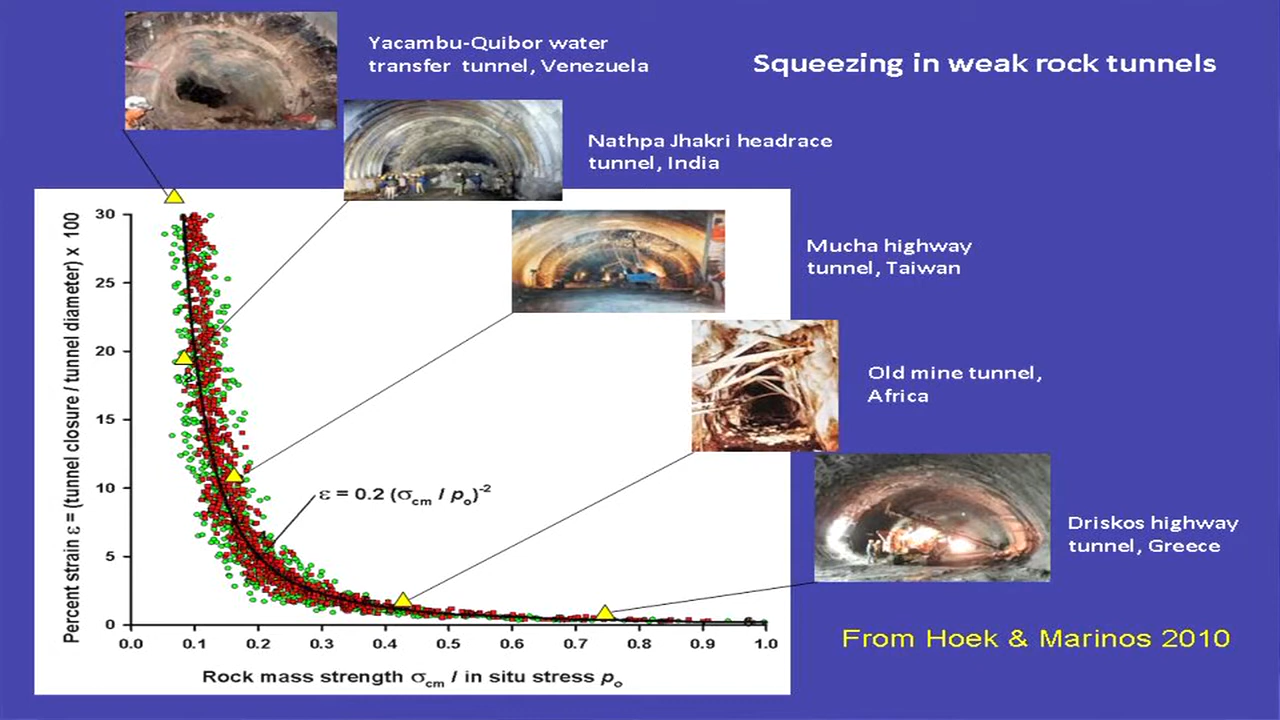 Yacambu-Quibor water
transfer tunnel, Venezuela
Squeezing in weak rock tunnels
Nathpa Jhakri headrace
tunnel, India
Mucha highway
tunnel, Taiwan
Old mine tunnel,
Africa
Driskos highway
tunnel, Greece
From Hoek & Marinos 2010
Percent strain ε = (tunnel closure / tunnel diameter) x 100
30
25
20
15
10
5
0
ε = 0.2 (σcm / po)-2
0.0 0.1 0.2 0.3 0.4 0.5 0.6 0.7 0.8 0.9 1.0
Rock mass strength σcm / in situ stress po